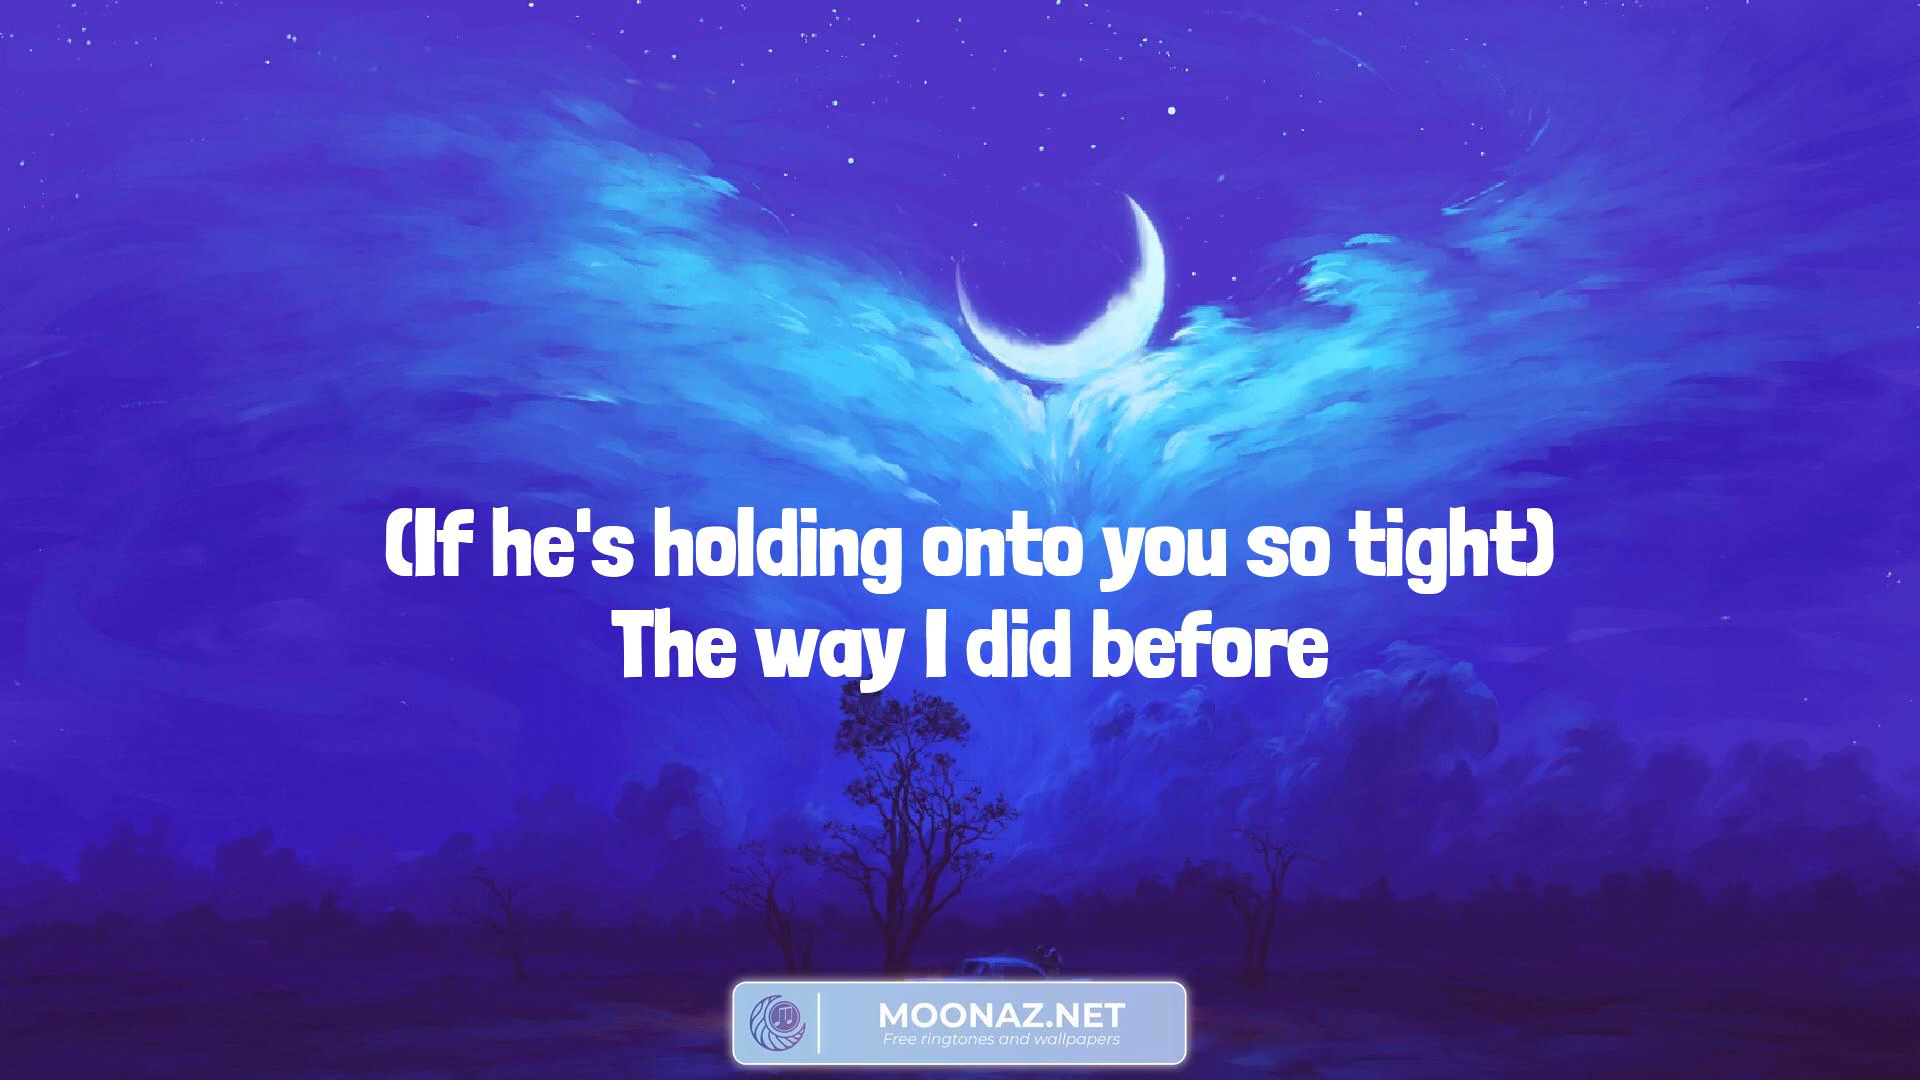 (If he's holding onto you so tight)
The way I did before
MOONAZ.NET
Free ringtones and wallpapers